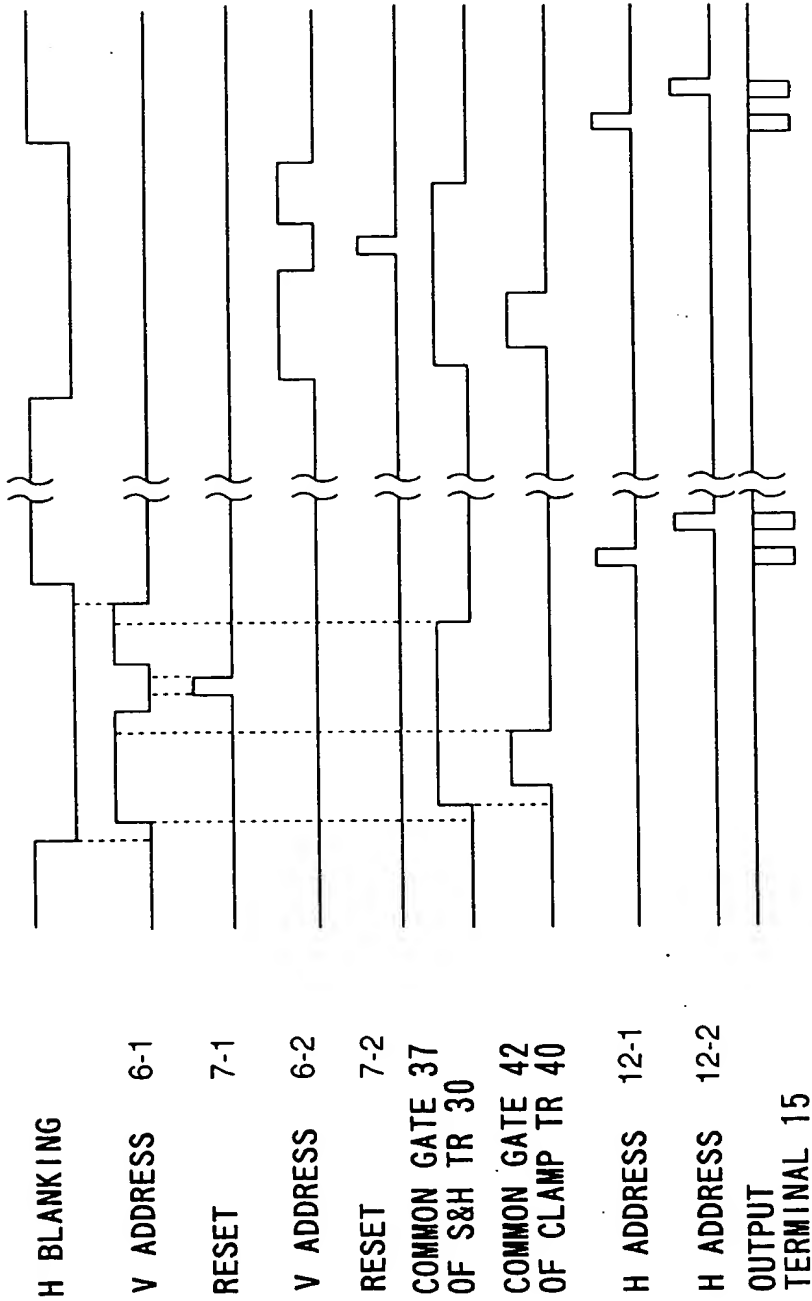 H BLANKING
V ADDRESS 6-1
RESET 7-1
V ADDRESS 6-2
RESET 7-2
COMMON GATE 37
OF S&H TR 30
COMMON GATE 42
OF CLAMP TR 40
H ADDRESS 12-1
H ADDRESS 12-2
OUTPUT
TERMINAL 15